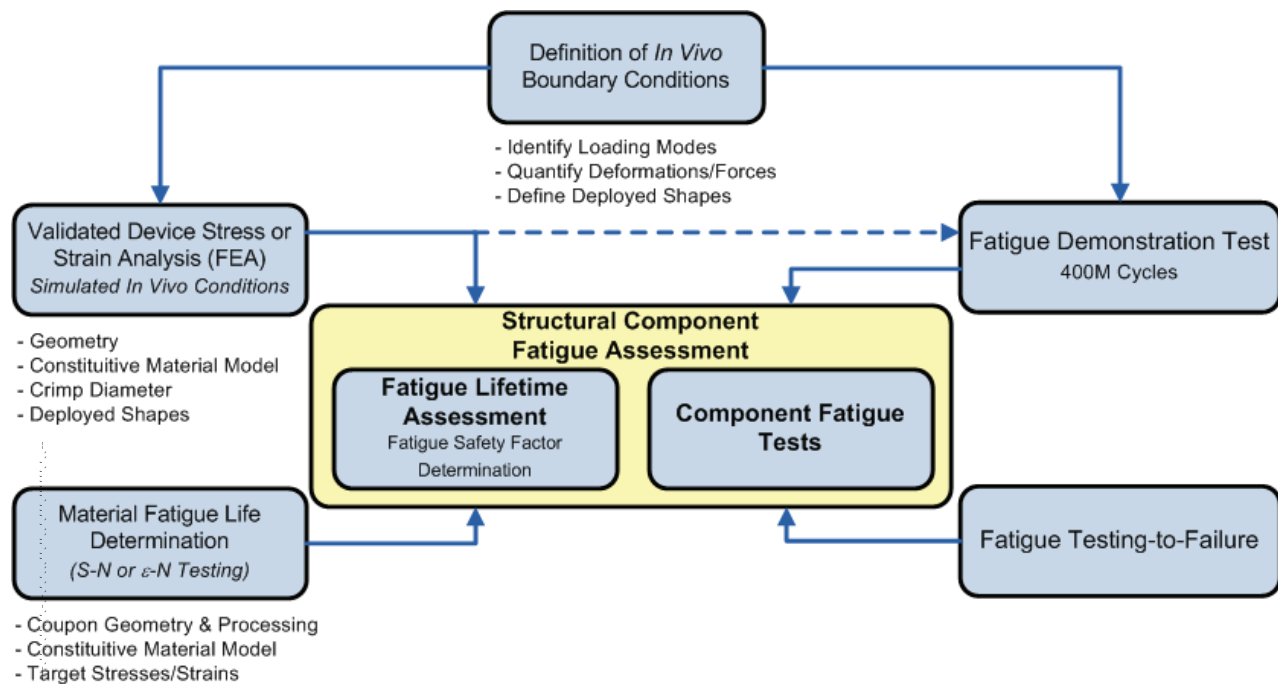 Definition of In Vivo
Boundary Conditions
- Identify Loading Modes
- Quantify Deformations/Forces
- Define Deployed Shapes
Validated Device Stress or
Strain Analysis (FEA)
Simulated In Vivo Conditions
- Geometry
- Constituitive Material Model
- Crimp Diameter
- Deployed Shapes
Fatigue Demonstration Test
400M Cycles
Structural Component
Fatigue Assessment
Fatigue Lifetime
Assessment
Fatigue Safety Factor
Determination
Component Fatigue
Tests
Material Fatigue Life
Determination
(S-N or ε-N Testing)
- Coupon Geometry & Processing
- Constituitive Material Model
- Target Stresses/Strains
Fatigue Testing-to-Failure